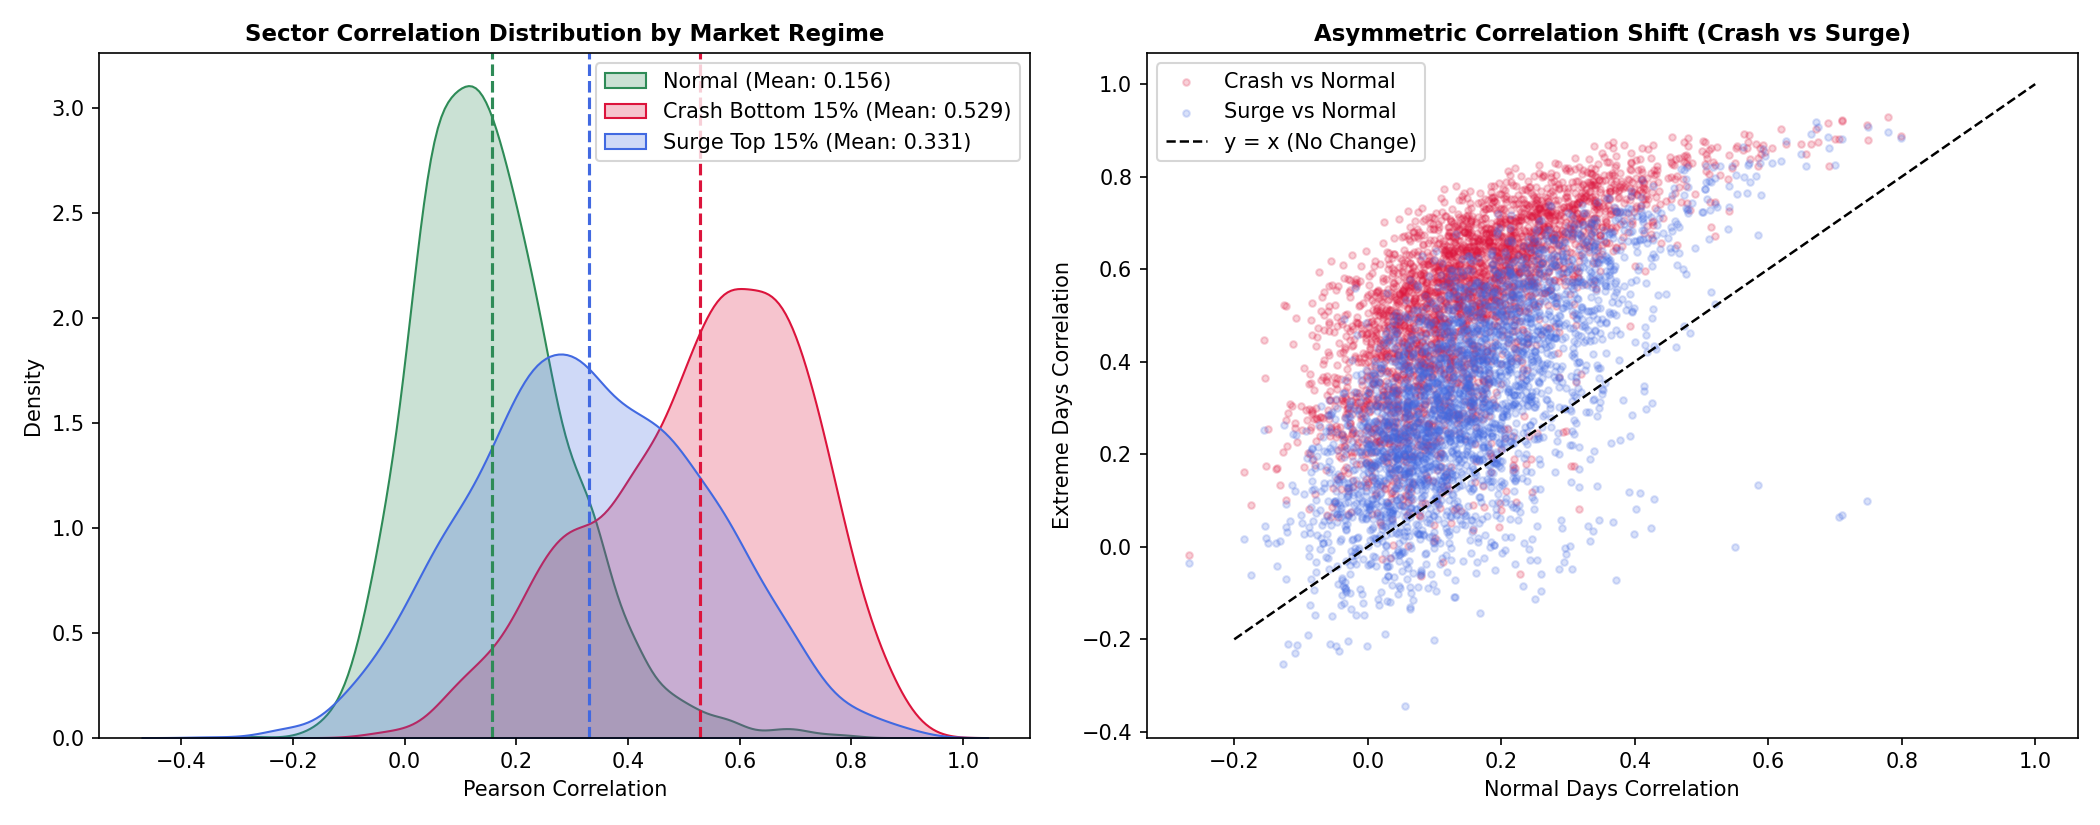 Sector Correlation Distribution by Market Regime
Normal (Mean: 0.156)
Crash Bottom 15% (Mean: 0.529)
Surge Top 15% (Mean: 0.331)
Density
3.0
2.5
2.0
1.5
1.0
0.5
0.0
−0.4 −0.2 0.0 0.2 0.4 0.6 0.8 1.0
Pearson Correlation
Asymmetric Correlation Shift (Crash vs Surge)
Crash vs Normal
Surge vs Normal
y = x (No Change)
Extreme Days Correlation
1.0
0.8
0.6
0.4
0.2
0.0
−0.2
−0.4
−0.2 0.0 0.2 0.4 0.6 0.8 1.0
Normal Days Correlation